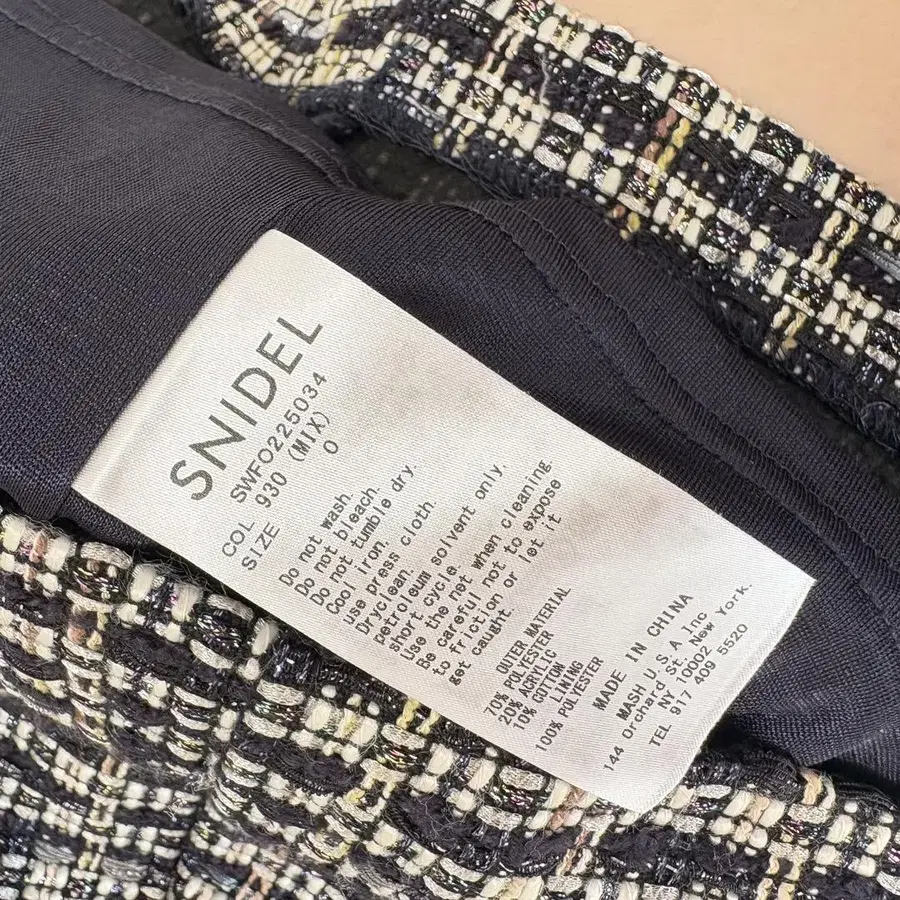 SNIDEL
SWFO225034
COL 930 (MIX)
SIZE 0
Do not wash.
Do not bleach.
Do not tumble dry.
Cool iron,
use press cloth.
Dryclean.
petroleum solvent only,
short cycle.
Use the net when cleaning.
Be careful not to expose
to friction or let it
get caught.
OUTER MATERIAL
70% POLYESTER
20% ACRYLIC
10% COTTON
LINING
100% POLYESTER
MADE IN CHINA
MASH U.S.A Inc
144 Orchard St. New York.
NY 10002
TEL 917 409 5520